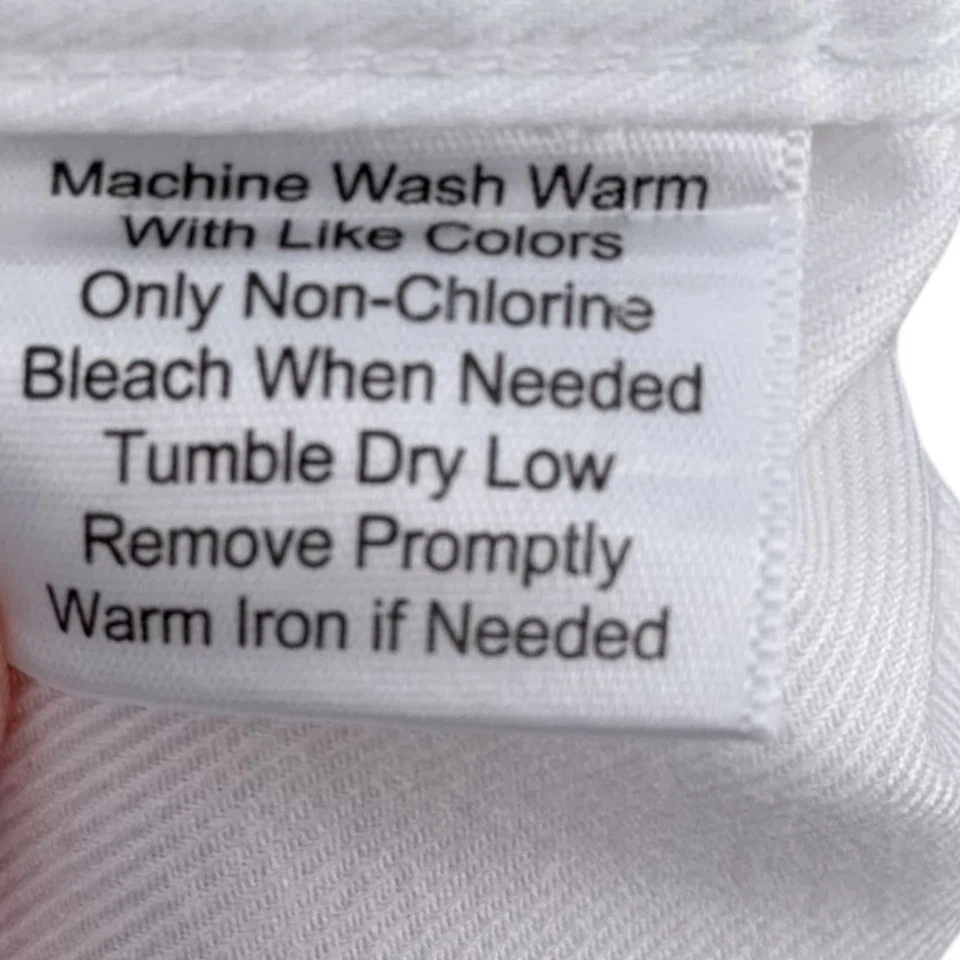 Machine Wash Warm
With Like Colors
Only Non-Chlorine
Bleach When Needed
Tumble Dry Low
Remove Promptly
Warm Iron if Needed